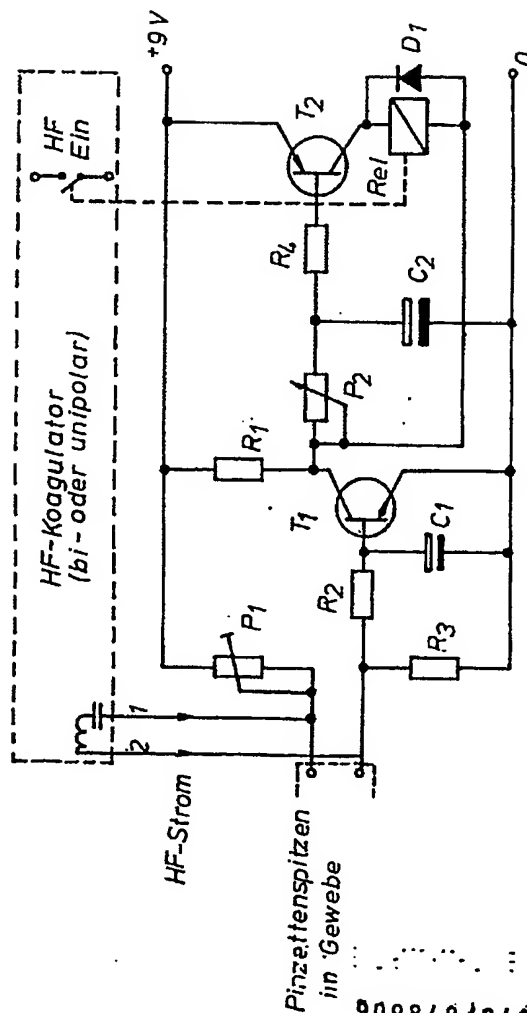 HF-Koagulator
(bi- oder unipolar)
HF
Ein
+9V
1
2
HF-Strom
P1
R1
T2
D1
Rel
R4
P2
C2
T1
R2
C1
R3
Pinzettenspitzen
im Gewebe
0